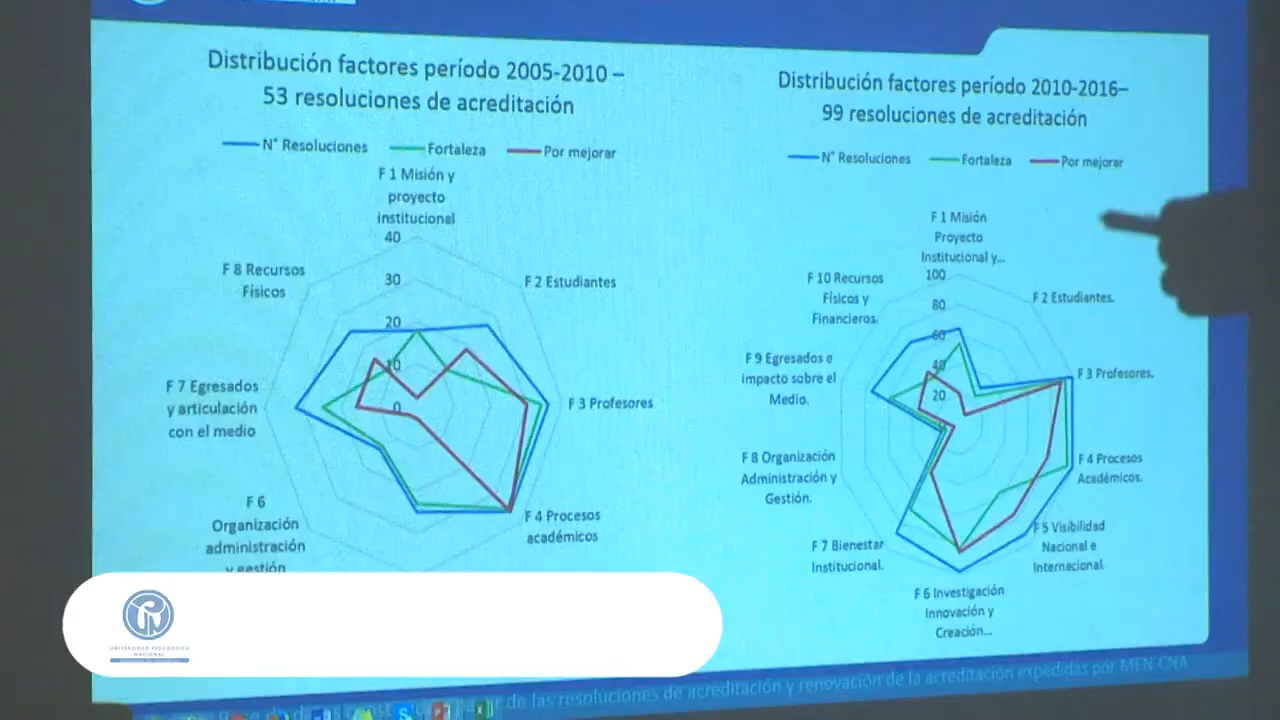 Distribución factores período 2005-2010 –
53 resoluciones de acreditación
N° Resoluciones
Fortaleza
Por mejorar
F 1 Misión y
proyecto
institucional
40
30
20
10
0
F 2 Estudiantes
F 3 Profesores
F 4 Procesos
académicos
F 6
Organización
administración
y gestión
F 7 Egresados
y articulación
con el medio
F 8 Recursos
Físicos
Distribución factores período 2010-2016–
99 resoluciones de acreditación
N° Resoluciones
Fortaleza
Por mejorar
F 1 Misión
Proyecto
Institucional y...
100
80
60
40
20
F 2 Estudiantes.
F 3 Profesores.
F 4 Procesos
Académicos.
F 5 Visibilidad
Nacional e
Internacional.
F 6 Investigación
Innovación y
Creación...
F 7 Bienestar
Institucional.
F 8 Organización
Administración y
Gestión.
F 9 Egresados e
impacto sobre el
Medio.
F 10 Recursos
Físicos y
Financieros.
UNIVERSIDAD PEDAGOGICA
NACIONAL
de las resoluciones de acreditación y renovación de la acreditación expedidas por MEN-CNA